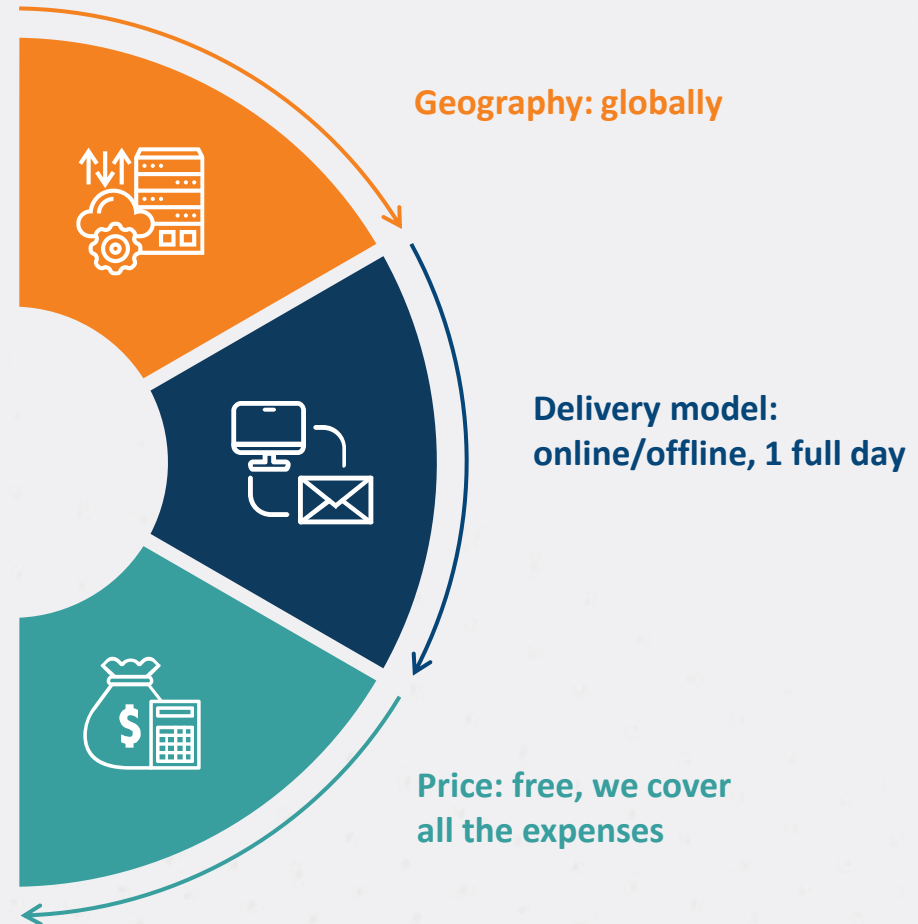 Geography: globally
Delivery model:
online/offline, 1 full day
$
Price: free, we cover
all the expenses